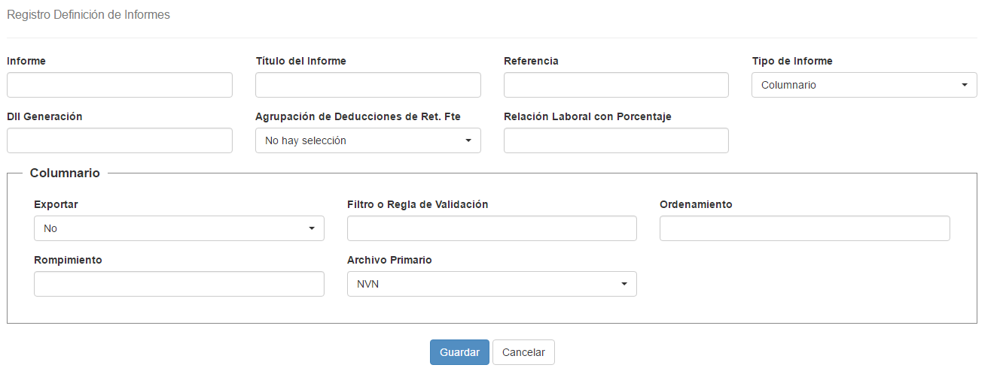 Registro Definición de Informes
Informe Título del Informe Referencia Tipo de Informe
Columnario
Dll Generación Agrupación de Deducciones de Ret. Fte Relación Laboral con Porcentaje
No hay selección
Columnario
Exportar Filtro o Regla de Validación Ordenamiento
No
Rompimiento Archivo Primario
NVN
Guardar Cancelar